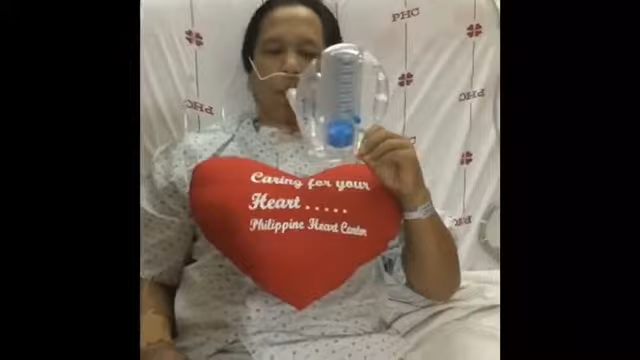 PHC
PHC
PHC
PHC
Caring for your
Heart.....
Philippine Heart Center